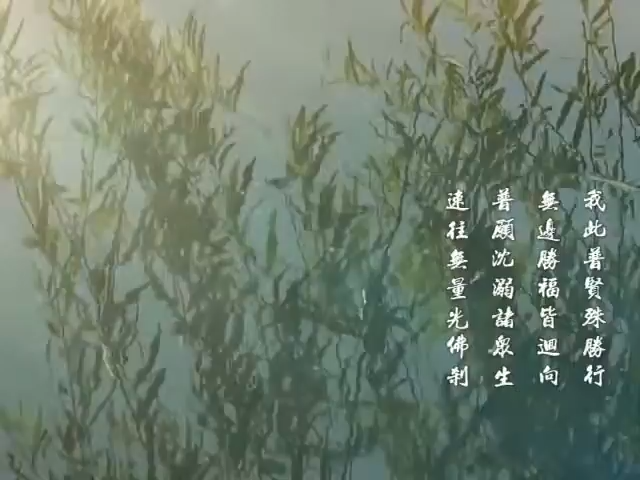 我此普賢殊勝行
無邊勝福皆迴向
普願沈溺諸眾生
速往無量光佛剎